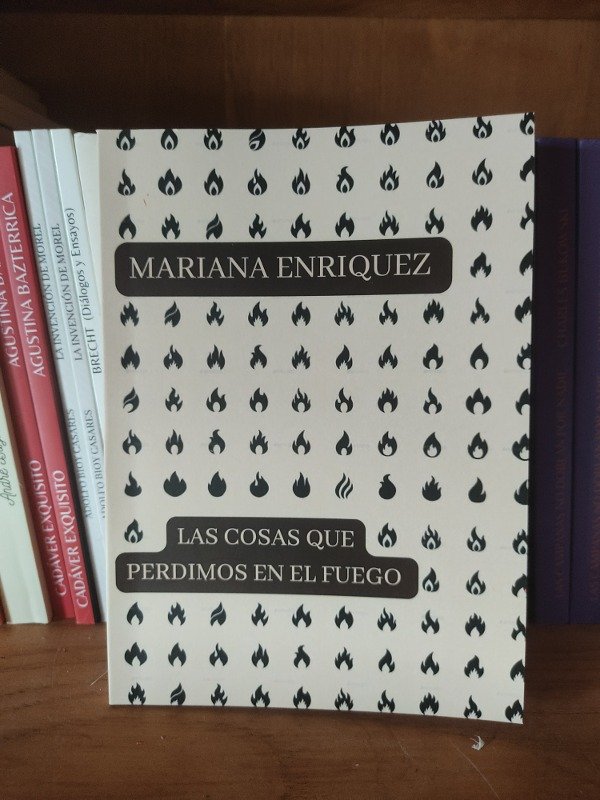 MARIANA ENRIQUEZ
LAS COSAS QUE
PERDIMOS EN EL FUEGO
AGUSTINA
CADÁVER EXQUISITO
AGUSTINA BAZTERRICA
CADÁVER EXQUISITO
LA INVENCIÓN DE MOREL
ADOLFO BIOY CASARES
LA INVENCIÓN DE MOREL
ADOLFO BIOY CASARES
BRECHT (Diálogos y Ensayos)